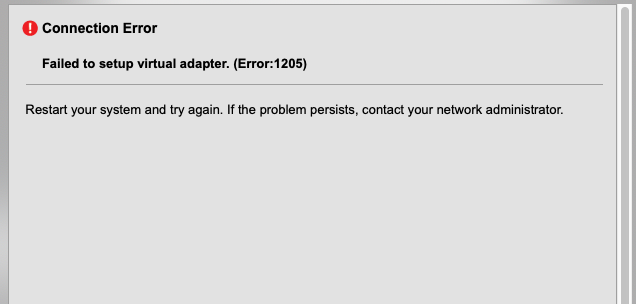 Connection Error
Failed to setup virtual adapter. (Error:1205)
Restart your system and try again. If the problem persists, contact your network administrator.